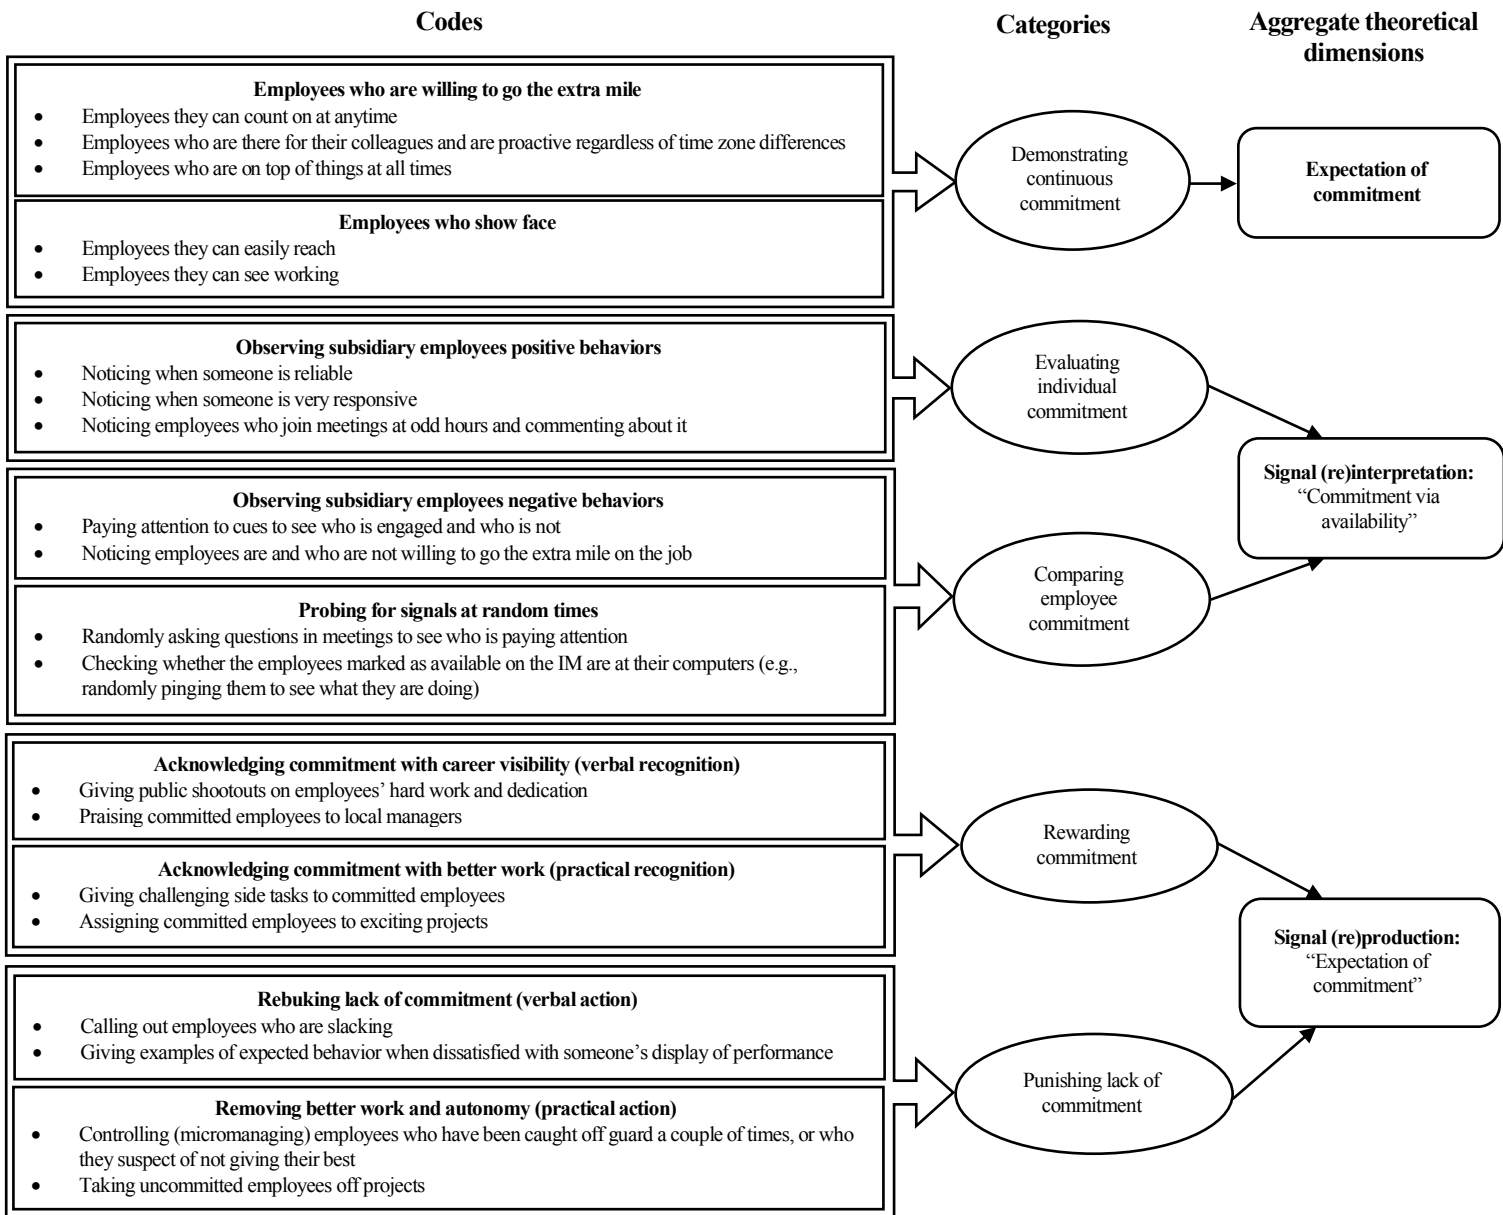 Codes
Categories
Aggregate theoretical
dimensions
Employees who are willing to go the extra mile
• Employees they can count on at anytime
• Employees who are there for their colleagues and are proactive regardless of time zone differences
• Employees who are on top of things at all times
Employees who show face
• Employees they can easily reach
• Employees they can see working
Demonstrating
continuous
commitment
Expectation of
commitment
Observing subsidiary employees positive behaviors
• Noticing when someone is reliable
• Noticing when someone is very responsive
• Noticing employees who join meetings at odd hours and commenting about it
Evaluating
individual
commitment
Observing subsidiary employees negative behaviors
• Paying attention to cues to see who is engaged and who is not
• Noticing employees are and who are not willing to go the extra mile on the job
Probing for signals at random times
• Randomly asking questions in meetings to see who is paying attention
• Checking whether the employees marked as available on the IM are at their computers (e.g.,
randomly pinging them to see what they are doing)
Comparing
employee
commitment
Signal (re)interpretation:
“Commitment via
availability”
Acknowledging commitment with career visibility (verbal recognition)
• Giving public shootouts on employees’ hard work and dedication
• Praising committed employees to local managers
Acknowledging commitment with better work (practical recognition)
• Giving challenging side tasks to committed employees
• Assigning committed employees to exciting projects
Rewarding
commitment
Rebuking lack of commitment (verbal action)
• Calling out employees who are slacking
• Giving examples of expected behavior when dissatisfied with someone’s display of performance
Removing better work and autonomy (practical action)
• Controlling (micromanaging) employees who have been caught off guard a couple of times, or who
they suspect of not giving their best
• Taking uncommitted employees off projects
Punishing lack of
commitment
Signal (re)production:
“Expectation of
commitment”